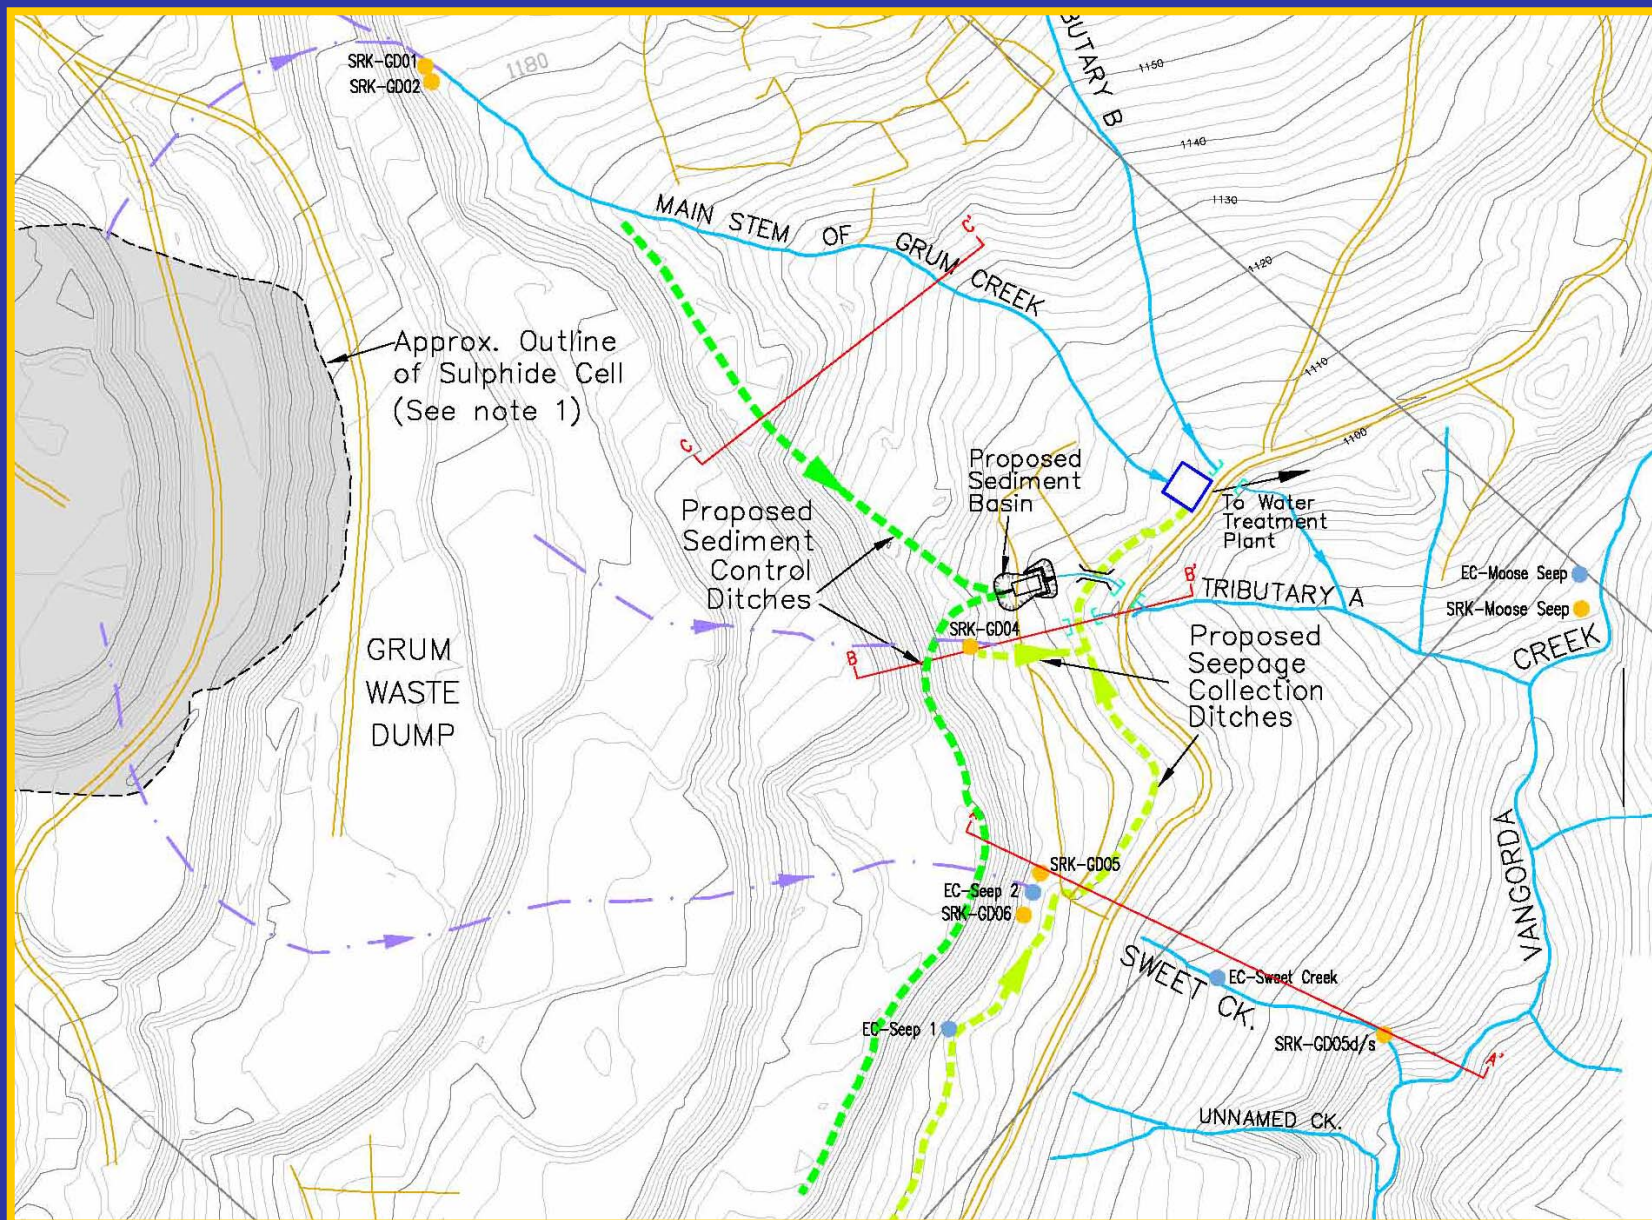 SRK-GD01
SRK-GD02
1180
BUTARY B
1150
1140
1130
1120
1110
1100
MAIN STEM OF GRUM CREEK
C'
C
Approx. Outline
of Sulphide Cell
(See note 1)
Proposed
Sediment
Basin
Proposed
Sediment
Control
Ditches
To Water
Treatment
Plant
EC-Moose Seep
SRK-Moose Seep
B'
TRIBUTARY A
CREEK
SRK-GD04
B
Proposed
Seepage
Collection
Ditches
GRUM
WASTE
DUMP
VANGORDA
SRK-GD05
EC-Seep 2
SRK-GD06
SWEET CK.
EC-Sweet Creek
EC-Seep 1
SRK-GD05d/s
A'
UNNAMED CK.